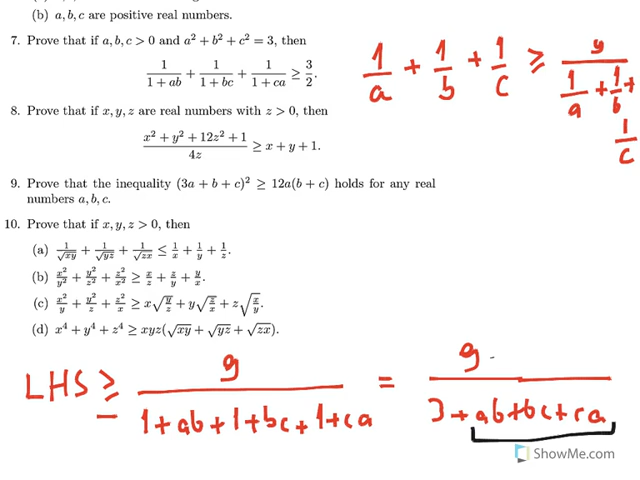 (b) a, b, c are positive real numbers.
7. Prove that if a, b, c > 0 and a² + b² + c² = 3, then
1/(1 + ab) + 1/(1 + bc) + 1/(1 + ca) ≥ 3/2.
1/a + 1/b + 1/c ≥ 9/(1/a + 1/b + 1/c)
8. Prove that if x, y, z are real numbers with z > 0, then
(x² + y² + 12z² + 1)/(4z) ≥ x + y + 1.
9. Prove that the inequality (3a + b + c)² ≥ 12a(b + c) holds for any real
numbers a, b, c.
10. Prove that if x, y, z > 0, then
(a) 1/√xy + 1/√yz + 1/√zx ≤ 1/x + 1/y + 1/z.
(b) x²/y² + y²/z² + z²/x² ≥ x/z + z/y + y/x.
(c) x²/y + y²/z + z²/x ≥ x√(y/z) + y√(z/x) + z√(x/y).
(d) x⁴ + y⁴ + z⁴ ≥ xyz(√xy + √yz + √zx).
LHS ≥ 9/(1+ab+1+bc+1+ca) = 9/(3+ab+bc+ca)
ShowMe.com